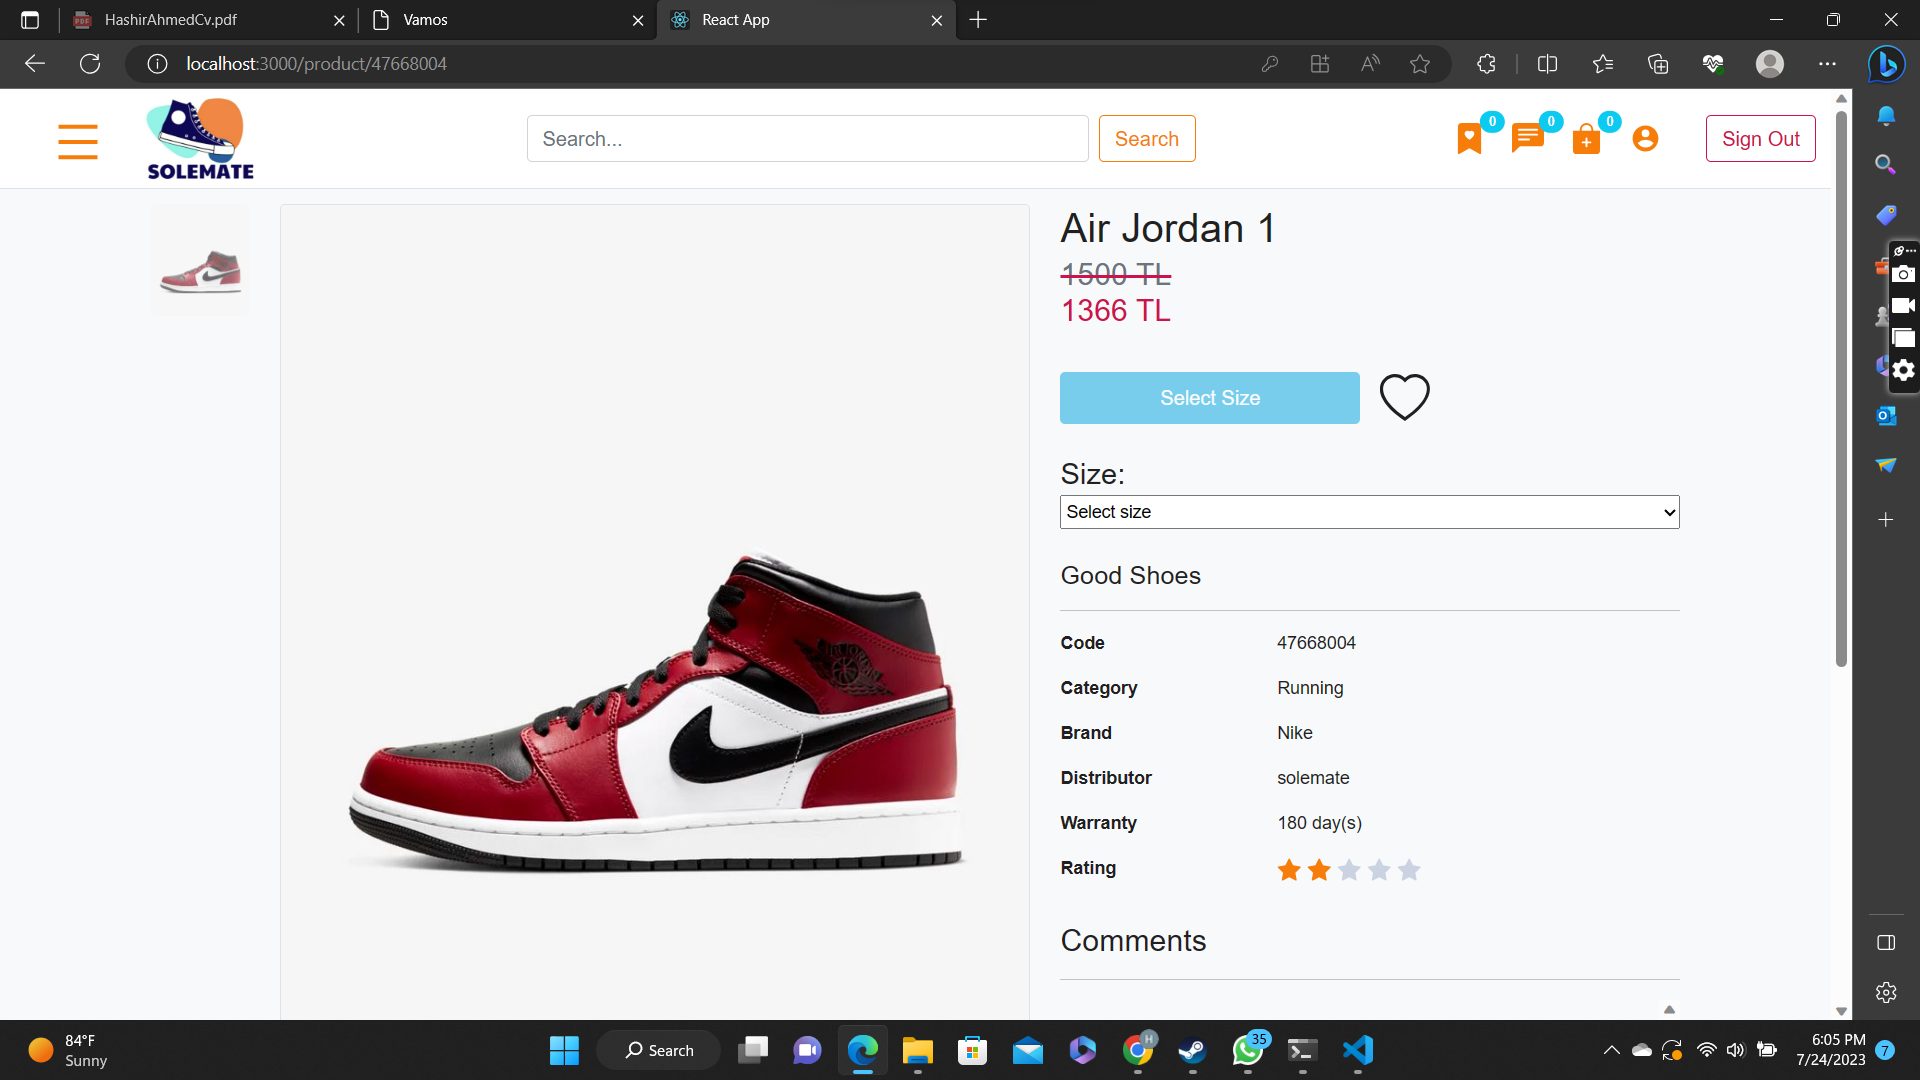 HashirAhmedCv.pdf
Vamos
React App
localhost:3000/product/47668004
SOLEMATE
Search...
Search
0
0
0
Sign Out
Air Jordan 1
1500 TL
1366 TL
Select Size
Size:
Select size
Good Shoes
Code 47668004
Category Running
Brand Nike
Distributor solemate
Warranty 180 day(s)
Rating
Comments
84°F
Sunny
Search
H
35
6:05 PM
7/24/2023
7